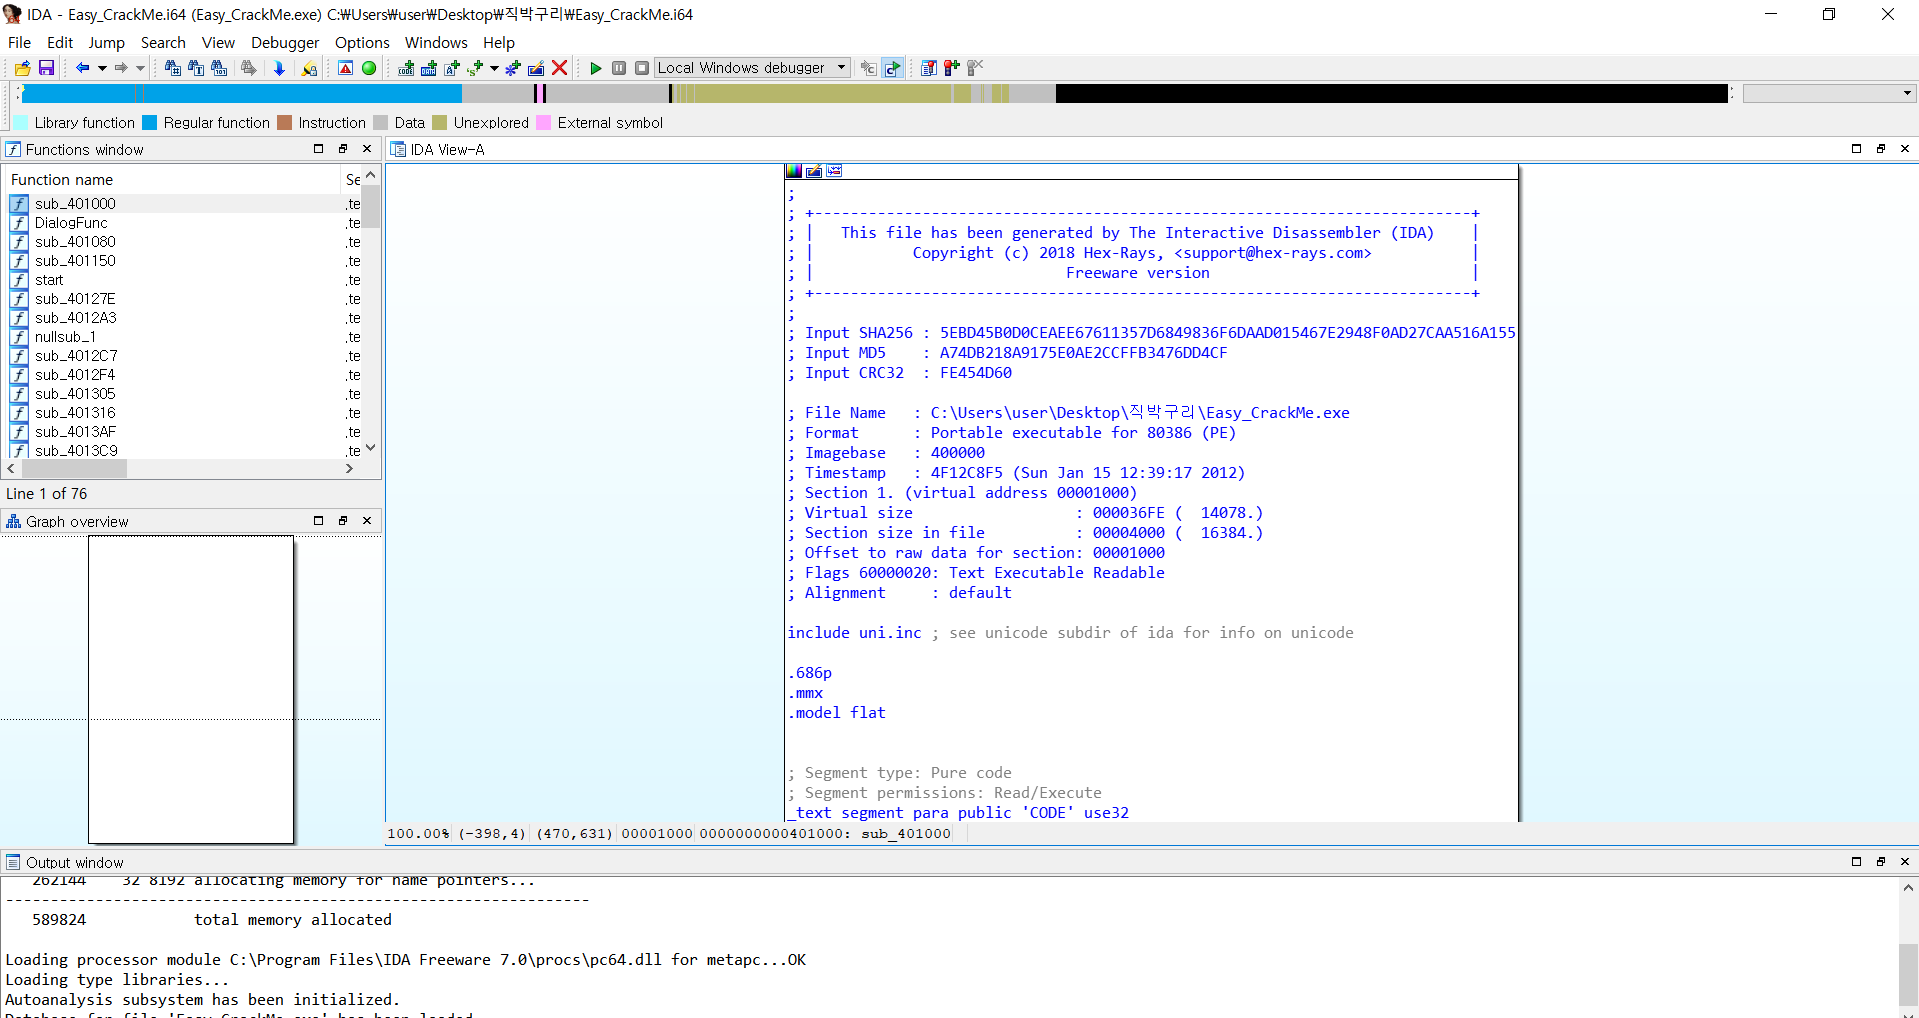 IDA - Easy_CrackMe.i64 (Easy_CrackMe.exe) C:₩Users₩user₩Desktop₩직박구리₩Easy_CrackMe.i64
File Edit Jump Search View Debugger Options Windows Help
Local Windows debugger
Library function Regular function Instruction Data Unexplored External symbol
Functions window
Function name Se
sub_401000 .te
DialogFunc .te
sub_401080 .te
sub_401150 .te
start .te
sub_40127E .te
sub_4012A3 .te
nullsub_1 .te
sub_4012C7 .te
sub_4012F4 .te
sub_401305 .te
sub_401316 .te
sub_4013AF .te
sub_4013C9 .te
Line 1 of 76
Graph overview
IDA View-A
;
; +-------------------------------------------------------------------------+
; | This file has been generated by The Interactive Disassembler (IDA) |
; | Copyright (c) 2018 Hex-Rays, <support@hex-rays.com> |
; | Freeware version |
; +-------------------------------------------------------------------------+
;
; Input SHA256 : 5EBD45B0D0CEAEE67611357D6849836F6DAAD015467E2948F0AD27CAA516A155
; Input MD5 : A74DB218A9175E0AE2CCFFB3476DD4CF
; Input CRC32 : FE454D60
; File Name : C:\Users\user\Desktop\직박구리\Easy_CrackMe.exe
; Format : Portable executable for 80386 (PE)
; Imagebase : 400000
; Timestamp : 4F12C8F5 (Sun Jan 15 12:39:17 2012)
; Section 1. (virtual address 00001000)
; Virtual size : 000036FE ( 14078.)
; Section size in file : 00004000 ( 16384.)
; Offset to raw data for section: 00001000
; Flags 60000020: Text Executable Readable
; Alignment : default
include uni.inc ; see unicode subdir of ida for info on unicode
.686p
.mmx
.model flat
; Segment type: Pure code
; Segment permissions: Read/Execute
_text segment para public 'CODE' use32
100.00% (-398,4) (470,631) 00001000 0000000000401000: sub_401000
Output window
262144 32 8192 allocating memory for name pointers...
-----------------------------------------------------------------
589824 total memory allocated
Loading processor module C:\Program Files\IDA Freeware 7.0\procs\pc64.dll for metapc...OK
Loading type libraries...
Autoanalysis subsystem has been initialized.
Database for file 'Easy_CrackMe.exe' has been loaded.